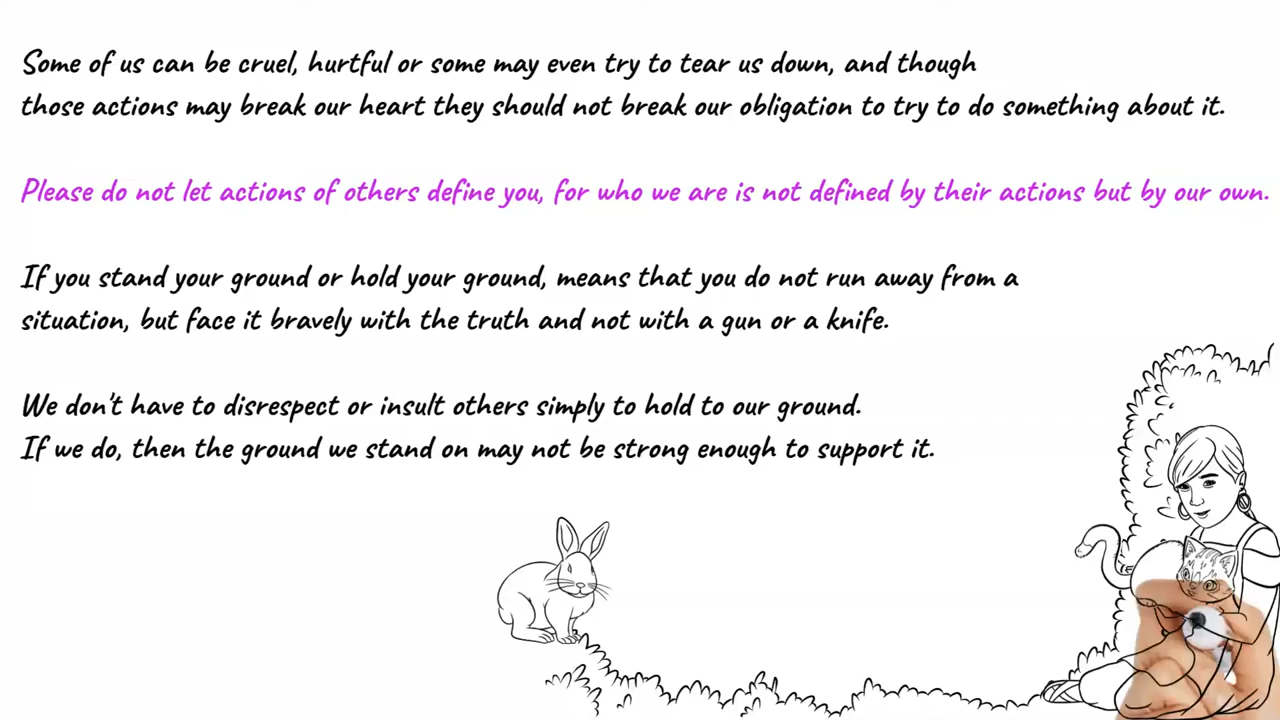 Some of us can be cruel, hurtful or some may even try to tear us down, and though
those actions may break our heart they should not break our obligation to try to do something about it.
Please do not let actions of others define you, for who we are is not defined by their actions but by our own.
If you stand your ground or hold your ground, means that you do not run away from a
situation, but face it bravely with the truth and not with a gun or a knife.
We don't have to disrespect or insult others simply to hold to our ground.
If we do, then the ground we stand on may not be strong enough to support it.